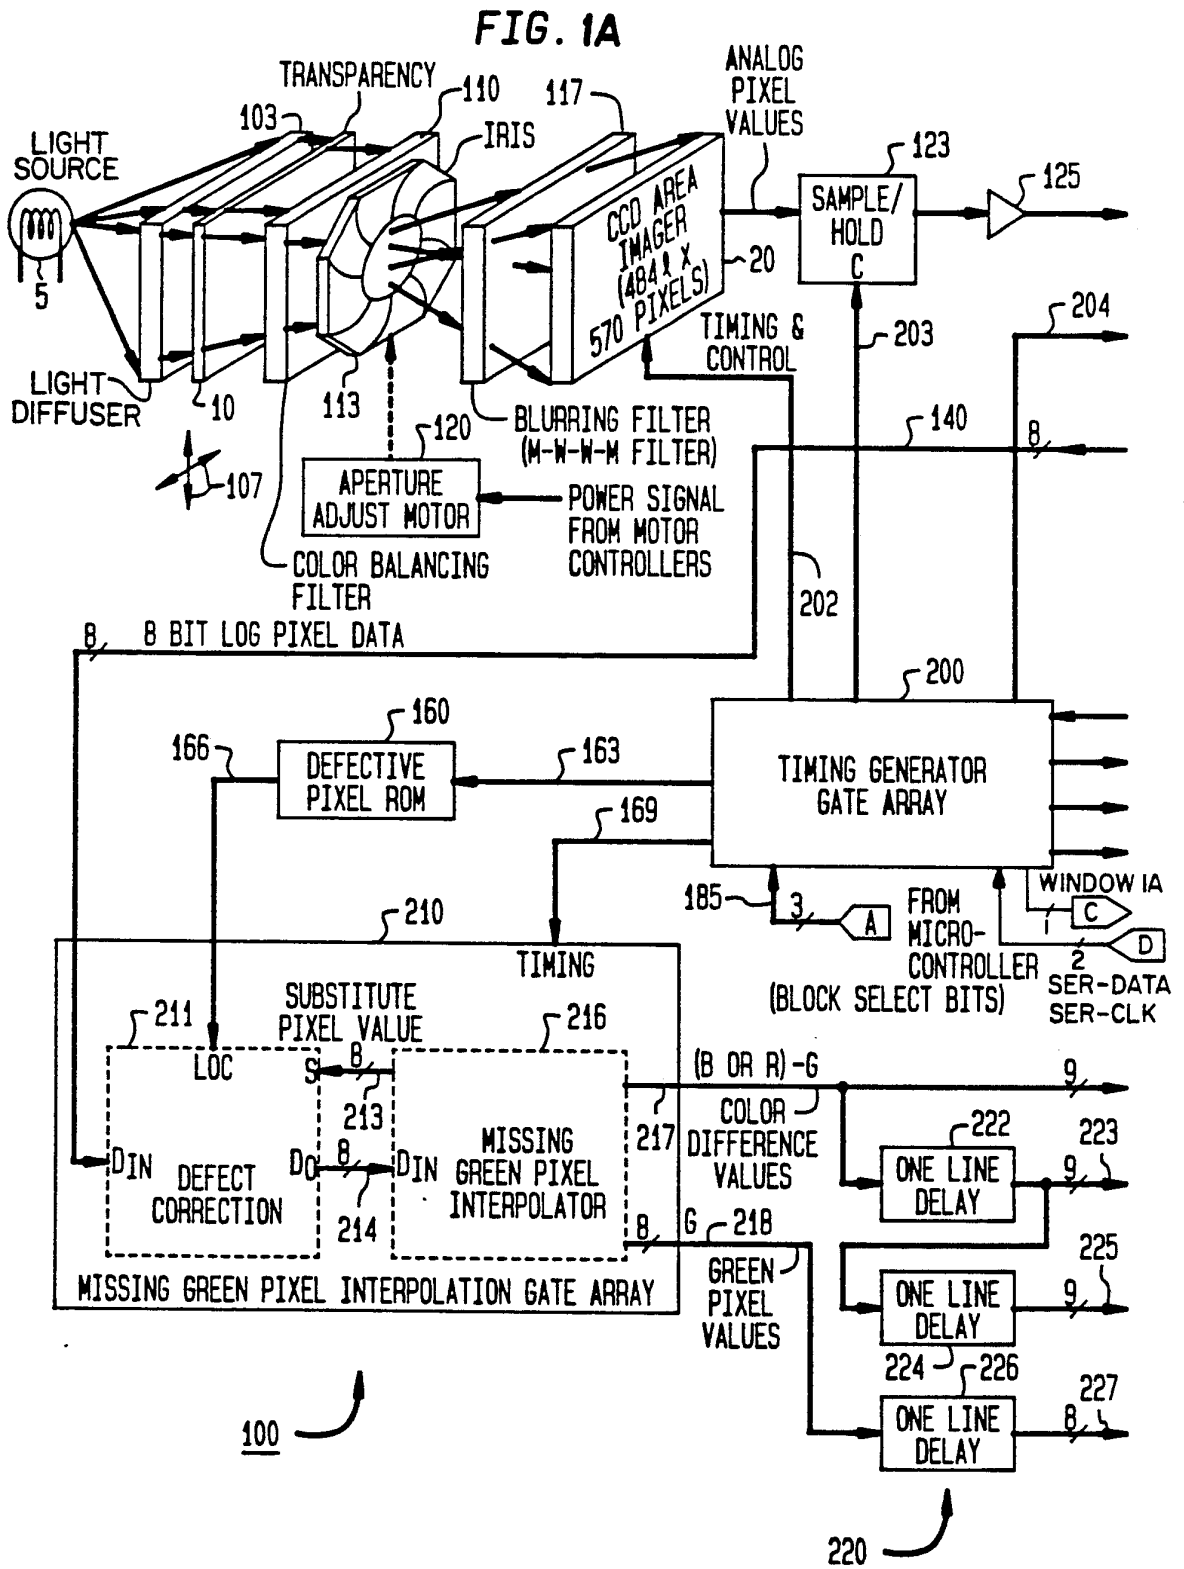 FIG. 1A
TRANSPARENCY
103
110
117
IRIS
ANALOG
PIXEL
VALUES
LIGHT
SOURCE
5
123
SAMPLE/
HOLD
C
125
CCD AREA
IMAGER
(484 l x
570 PIXELS)
20
TIMING &
CONTROL
203
204
LIGHT
DIFFUSER
10
113
107
120
APERTURE
ADJUST MOTOR
BLURRING FILTER
(M-W-W-M FILTER)
POWER SIGNAL
FROM MOTOR
CONTROLLERS
COLOR BALANCING
FILTER
140
8
202
8
8 BIT LOG PIXEL DATA
200
TIMING GENERATOR
GATE ARRAY
160
166
DEFECTIVE
PIXEL ROM
163
169
185
3
A
FROM
MICRO-
CONTROLLER
(BLOCK SELECT BITS)
WINDOW 1A
1
C
D
2
SER-DATA
SER-CLK
210
TIMING
211
SUBSTITUTE
PIXEL VALUE
216
LOC
S
8
213
DIN
DEFECT
CORRECTION
DO
8
214
DIN
MISSING
GREEN PIXEL
INTERPOLATOR
MISSING GREEN PIXEL INTERPOLATION GATE ARRAY
(B OR R)-G
217
COLOR
DIFFERENCE
VALUES
9
222
ONE LINE
DELAY
9
223
8
G
218
GREEN
PIXEL
VALUES
ONE LINE
DELAY
224
9
225
226
ONE LINE
DELAY
8
227
100
220